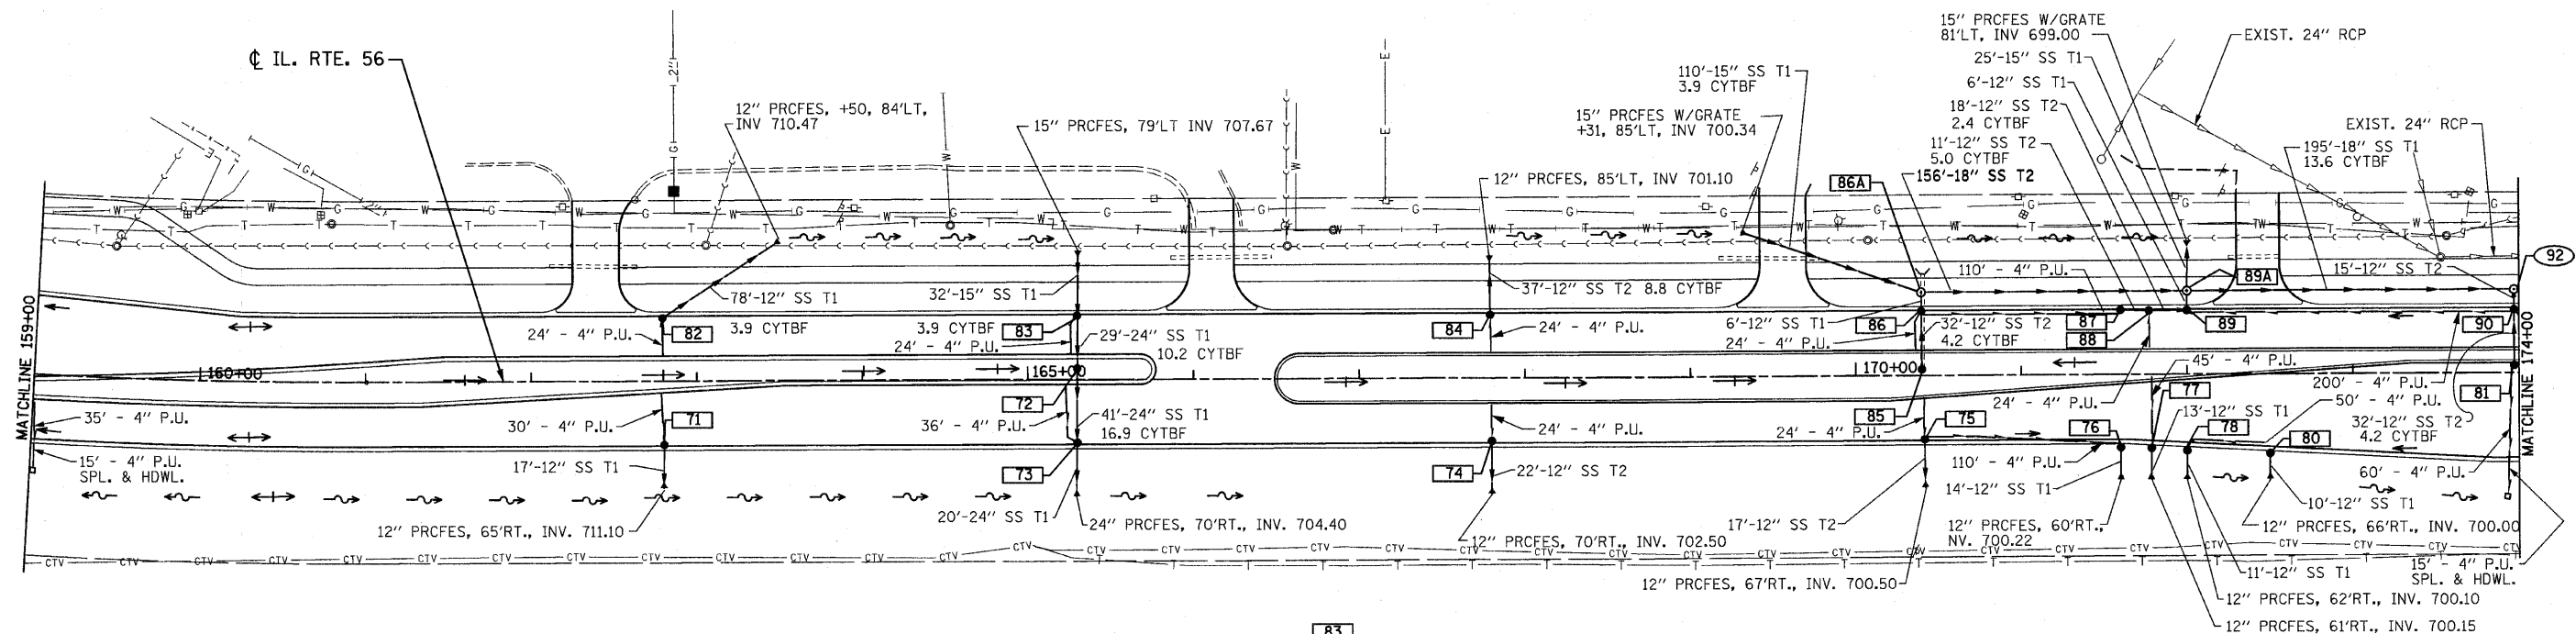 ℄ IL. RTE. 56
12" PRCFES, +50, 84'LT,
INV 710.47
15" PRCFES, 79'LT INV 707.67
12" PRCFES, 85'LT, INV 701.10
110'-15" SS T1
3.9 CYTBF
15" PRCFES W/GRATE
+31, 85'LT, INV 700.34
15" PRCFES W/GRATE
81'LT, INV 699.00
25'-15" SS T1
6'-12" SS T1
18'-12" SS T2
2.4 CYTBF
11'-12" SS T2
5.0 CYTBF
86A
156'-18" SS T2
EXIST. 24" RCP
EXIST. 24" RCP
195'-18" SS T1
13.6 CYTBF
92
MATCHLINE 159+00
78'-12" SS T1
3.9 CYTBF
82
24' - 4" P.U.
32'-15" SS T1
3.9 CYTBF
83
24' - 4" P.U.
29'-24" SS T1
10.2 CYTBF
37'-12" SS T2 8.8 CYTBF
84
24' - 4" P.U.
6'-12" SS T1
86
24' - 4" P.U.
32'-12" SS T2
4.2 CYTBF
110' - 4" P.U.
87
88
89A
89
15'-12" SS T2
90
MATCHLINE 174+00
160+00
165+00
170+00
35' - 4" P.U.
15' - 4" P.U.
SPL. & HDWL.
30' - 4" P.U.
71
17'-12" SS T1
12" PRCFES, 65'RT., INV. 711.10
72
36' - 4" P.U.
41'-24" SS T1
16.9 CYTBF
73
20'-24" SS T1
24" PRCFES, 70'RT., INV. 704.40
24' - 4" P.U.
74
22'-12" SS T2
12" PRCFES, 70'RT., INV. 702.50
85
75
24' - 4" P.U.
17'-12" SS T2
12" PRCFES, 67'RT., INV. 700.50
24' - 4" P.U.
45' - 4" P.U.
76
77
13'-12" SS T1
78
80
110' - 4" P.U.
14'-12" SS T1
12" PRCFES, 60'RT.,
NV. 700.22
200' - 4" P.U.
50' - 4" P.U.
81
32'-12" SS T2
4.2 CYTBF
60' - 4" P.U.
10'-12" SS T1
12" PRCFES, 66'RT., INV. 700.00
11'-12" SS T1
15' - 4" P.U.
SPL. & HDWL.
12" PRCFES, 62'RT., INV. 700.10
12" PRCFES, 61'RT., INV. 700.15
83